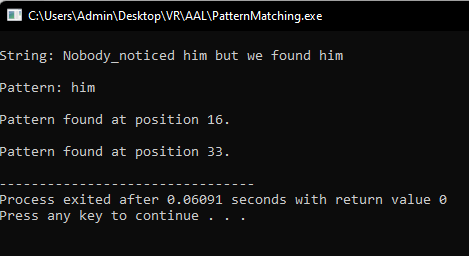 C:\Users\Admin\Desktop\VR\AAL\PatternMatching.exe
String: Nobody_noticed him but we found him
Pattern: him
Pattern found at position 16.
Pattern found at position 33.
--------------------------------
Process exited after 0.06091 seconds with return value 0
Press any key to continue . . .